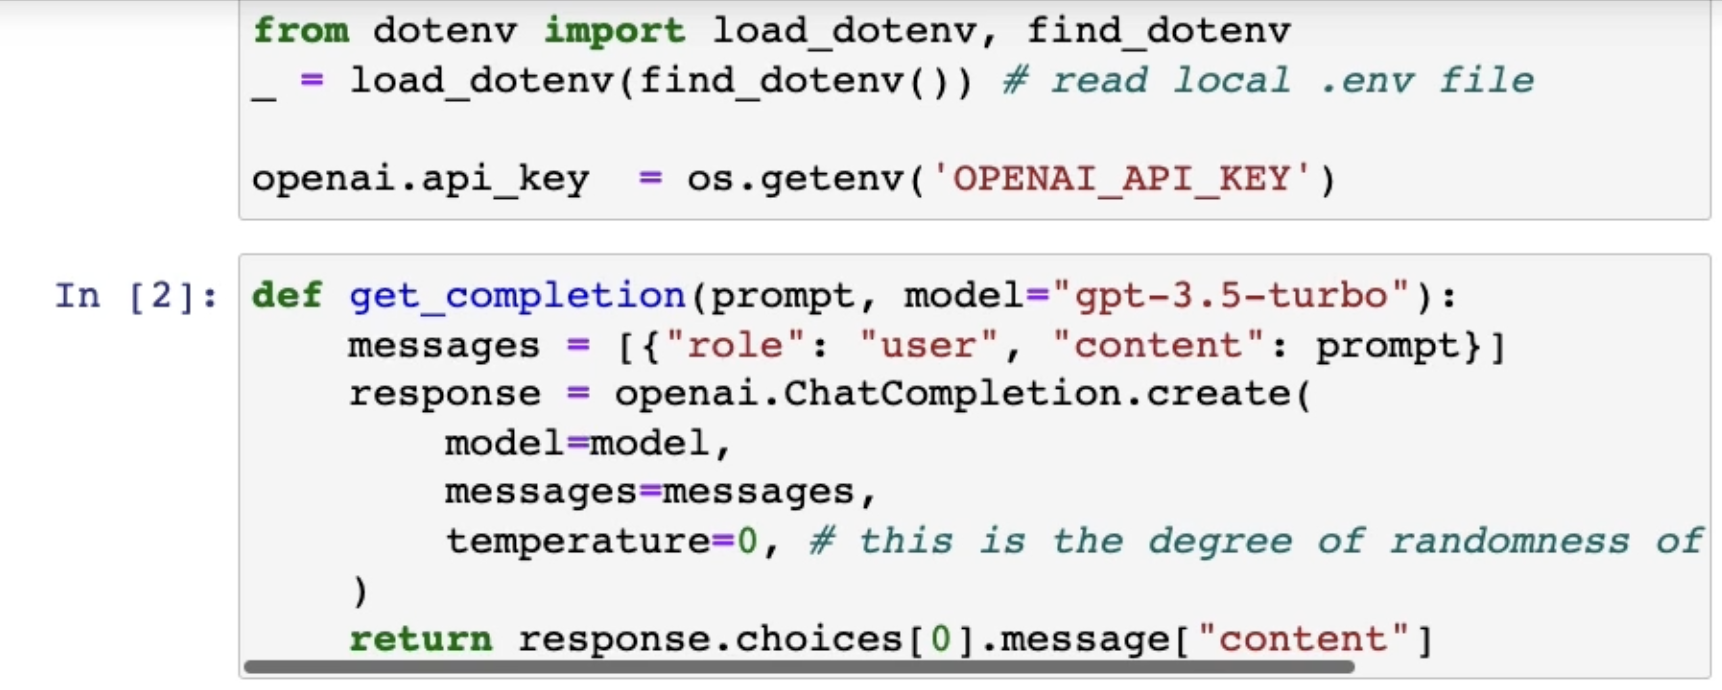 from dotenv import load_dotenv, find_dotenv
_ = load_dotenv(find_dotenv()) # read local .env file
openai.api_key  = os.getenv('OPENAI_API_KEY')
In [2]: def get_completion(prompt, model="gpt-3.5-turbo"):
    messages = [{"role": "user", "content": prompt}]
    response = openai.ChatCompletion.create(
        model=model,
        messages=messages,
        temperature=0, # this is the degree of randomness of
    )
    return response.choices[0].message["content"]